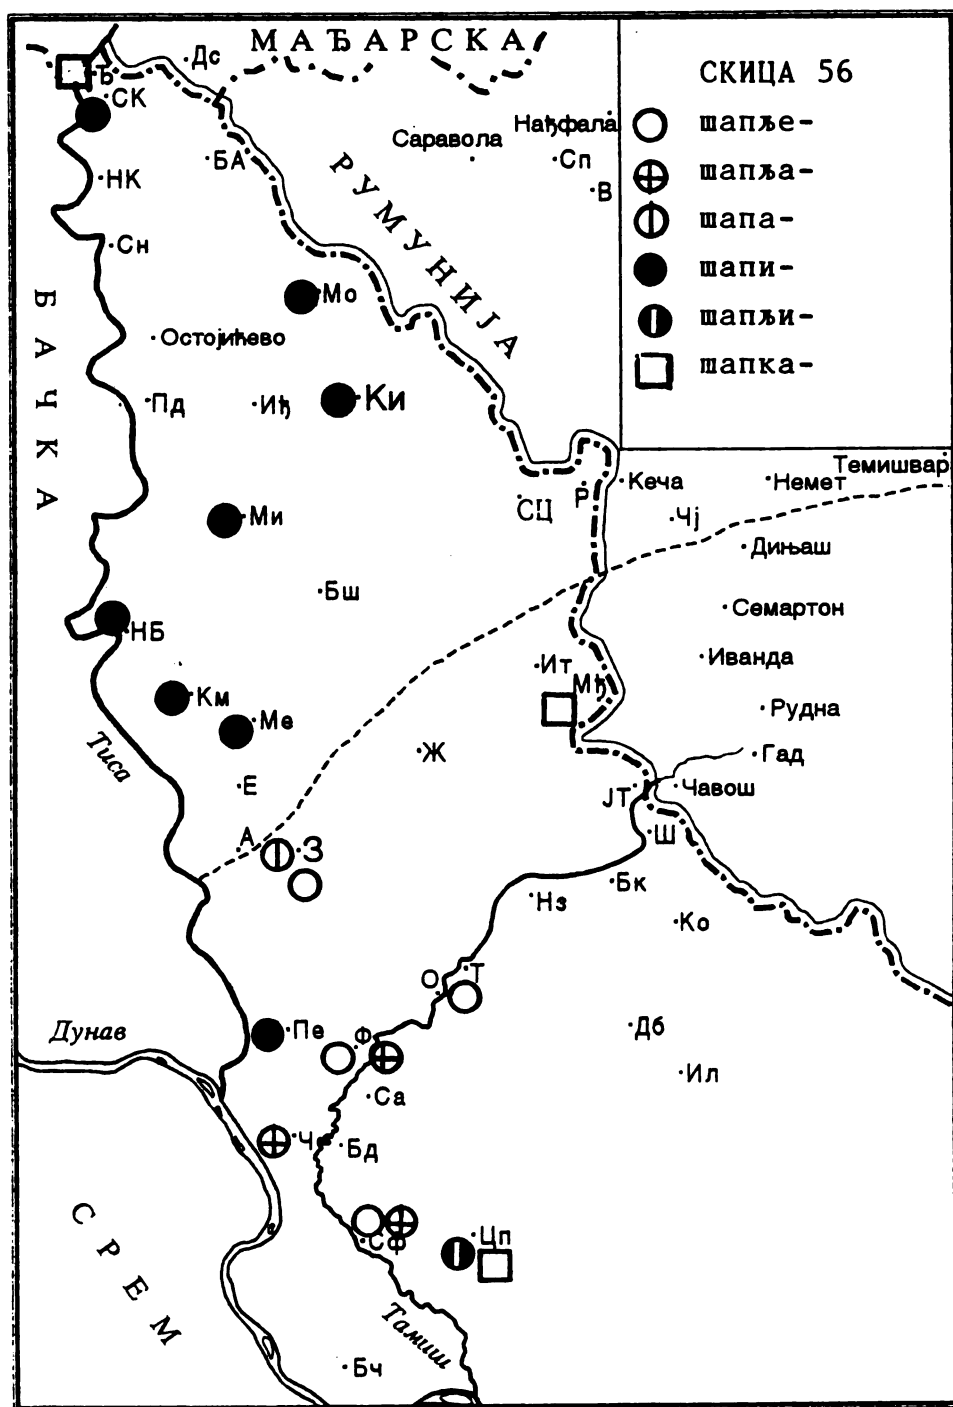 МАЂАРСКА
СКИЦА 56
шапље-
шапља-
шапа-
шапи-
шапљи-
шапка-
Ђ
Дс
СК
Нађфала
Саравола
Сп
БА
В
НК
РУМУНИЈА
Сн
БАЧКА
Мо
Остојићево
Пд
Иђ
Ки
Темишвар
Кеча
Немет
Р
СЦ
Ми
Чј
Дињаш
Бш
Семартон
НБ
Иванда
Ит
Мђ
Км
Рудна
Ме
Тиса
Ж
Гад
Е
ЈТ
Чавош
А
З
Ш
Бк
Нз
Ко
Т
О
Дунав
Пе
Ф
Дб
Са
Ил
Ч
Бд
СРЕМ
Сф
Цп
Тамиш
Бч